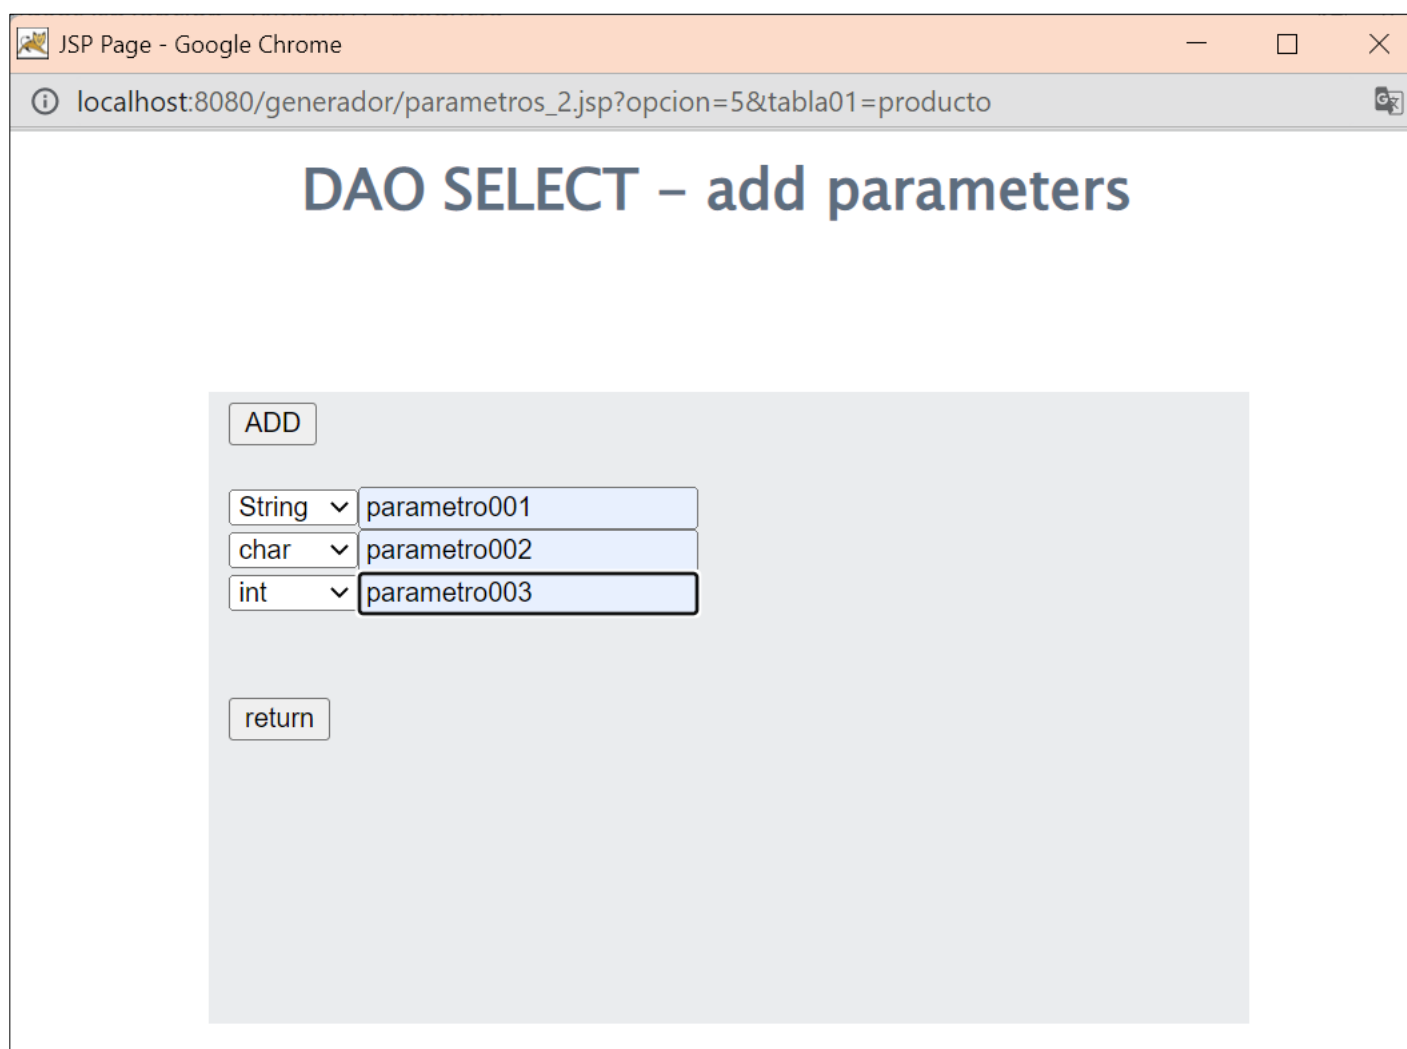 JSP Page - Google Chrome
localhost:8080/generador/parametros_2.jsp?opcion=5&tabla01=producto
DAO SELECT – add parameters
ADD
String parametro001
char parametro002
int parametro003
return